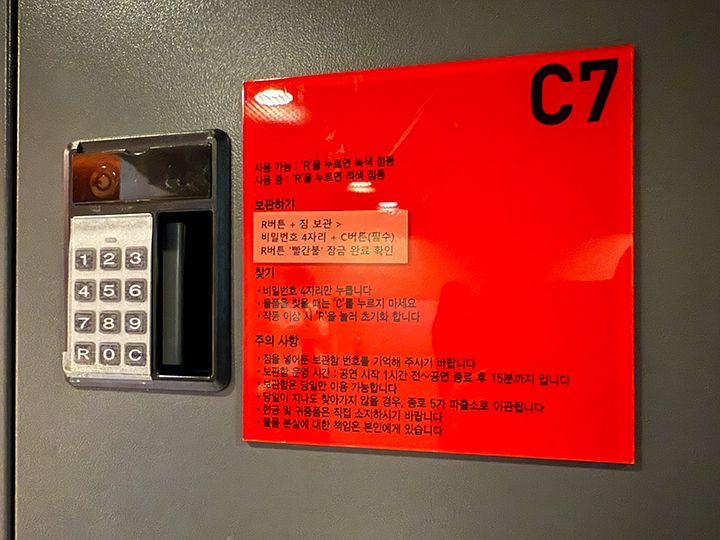 C7
사용 가능 : 'R'을 누르면 녹색 점등
사용 중 : 'R'을 누르면 적색 점등
보관하기
R버튼 + 짐 보관 >
비밀번호 4자리 + C버튼(필수)
R버튼 '빨간불' 잠금 완료 확인
찾기
· 비밀번호 4자리만 누릅니다
· 물품을 찾을 때는 'C'를 누르지 마세요
· 작동 이상 시 'R'을 눌러 초기화 합니다
주의 사항
· 짐을 넣어둔 보관함 번호를 기억해 주시기 바랍니다
· 보관함 운영 시간 : 공연 시작 1시간 전~공연 종료 후 15분까지 입니다
· 보관함은 당일만 이용 가능합니다
· 당일이 지나도 찾아가지 않을 경우, 종로 5가 파출소로 이관됩니다
· 현금 및 귀중품은 직접 소지하시기 바랍니다
· 물품 분실에 대한 책임은 본인에게 있습니다
1 2 3
4 5 6
7 8 9
R 0 C